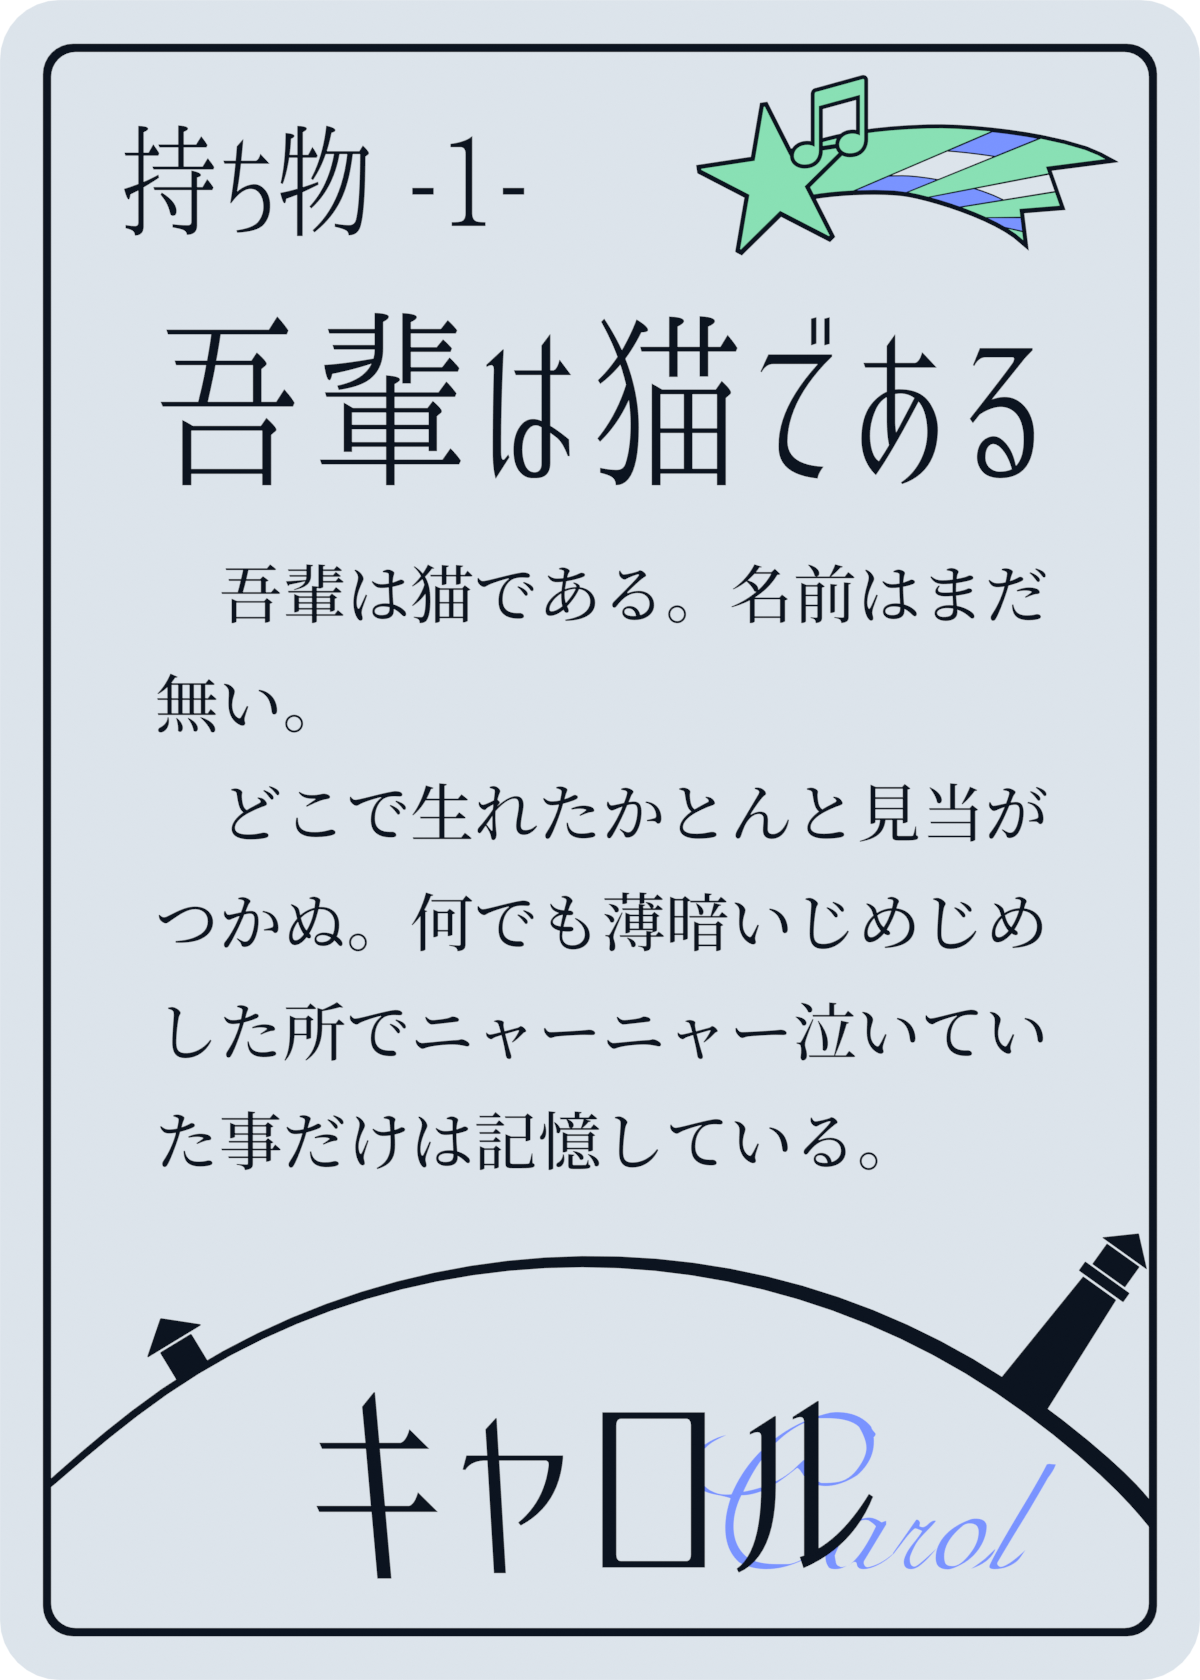 持ち物 -1-
吾輩は猫である
　吾輩は猫である。名前はまだ
無い。
　どこで生れたかとんと見当が
つかぬ。何でも薄暗いじめじめ
した所でニャーニャー泣いてい
た事だけは記憶している。
キャロル
Carol